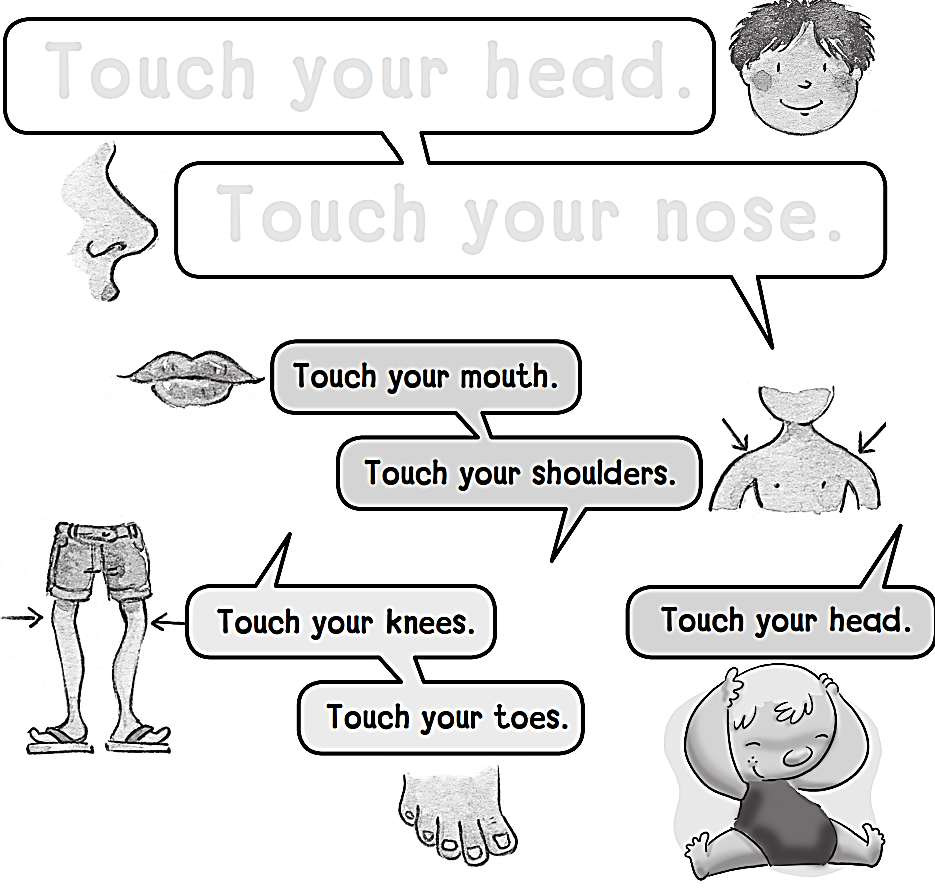 Touch your head.
Touch your nose.
Touch your mouth.
Touch your shoulders.
Touch your knees.
Touch your head.
Touch your toes.